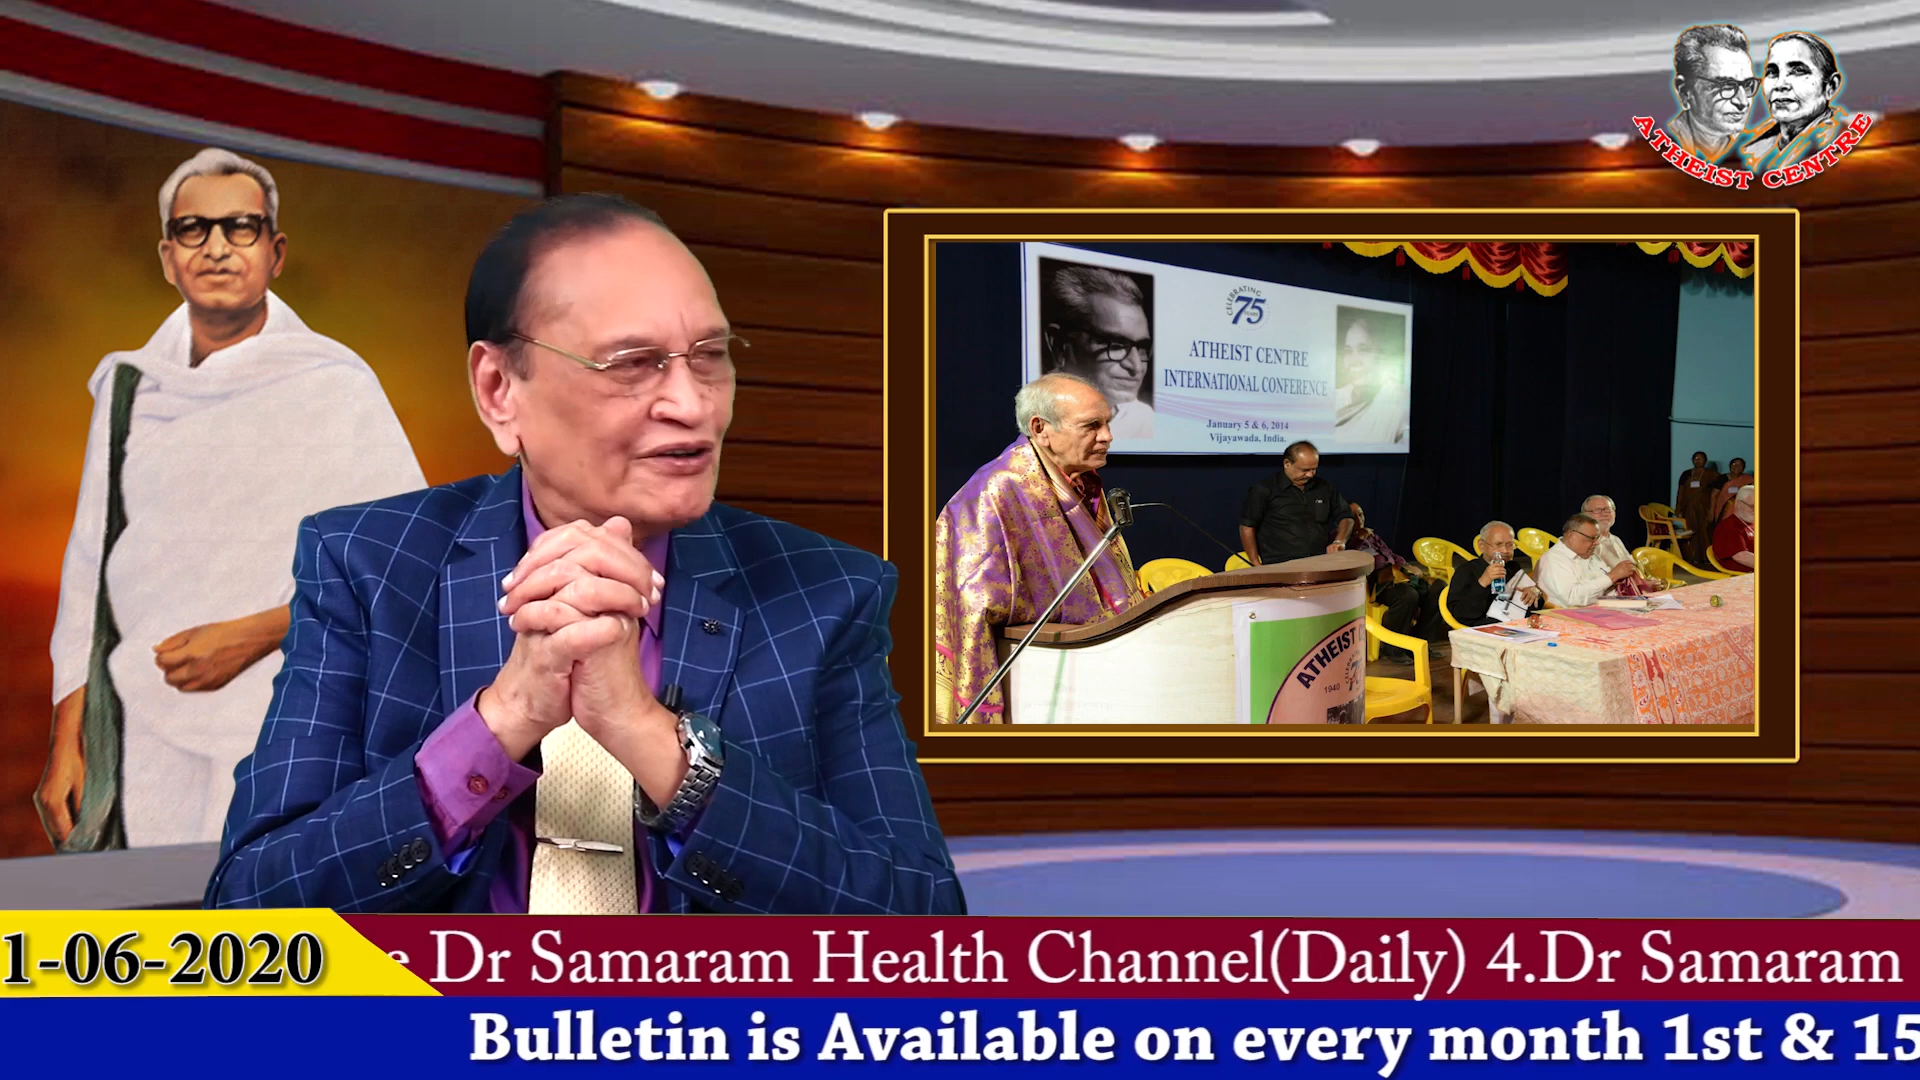 ATHEIST CENTRE
CELEBRATING
75
YEARS
ATHEIST CENTRE
INTERNATIONAL CONFERENCE
January 5 & 6, 2014
Vijayawada, India.
ATHEIST
1940
1-06-2020
e Dr Samaram Health Channel(Daily) 4.Dr Samaram
Bulletin is Available on every month 1st & 15